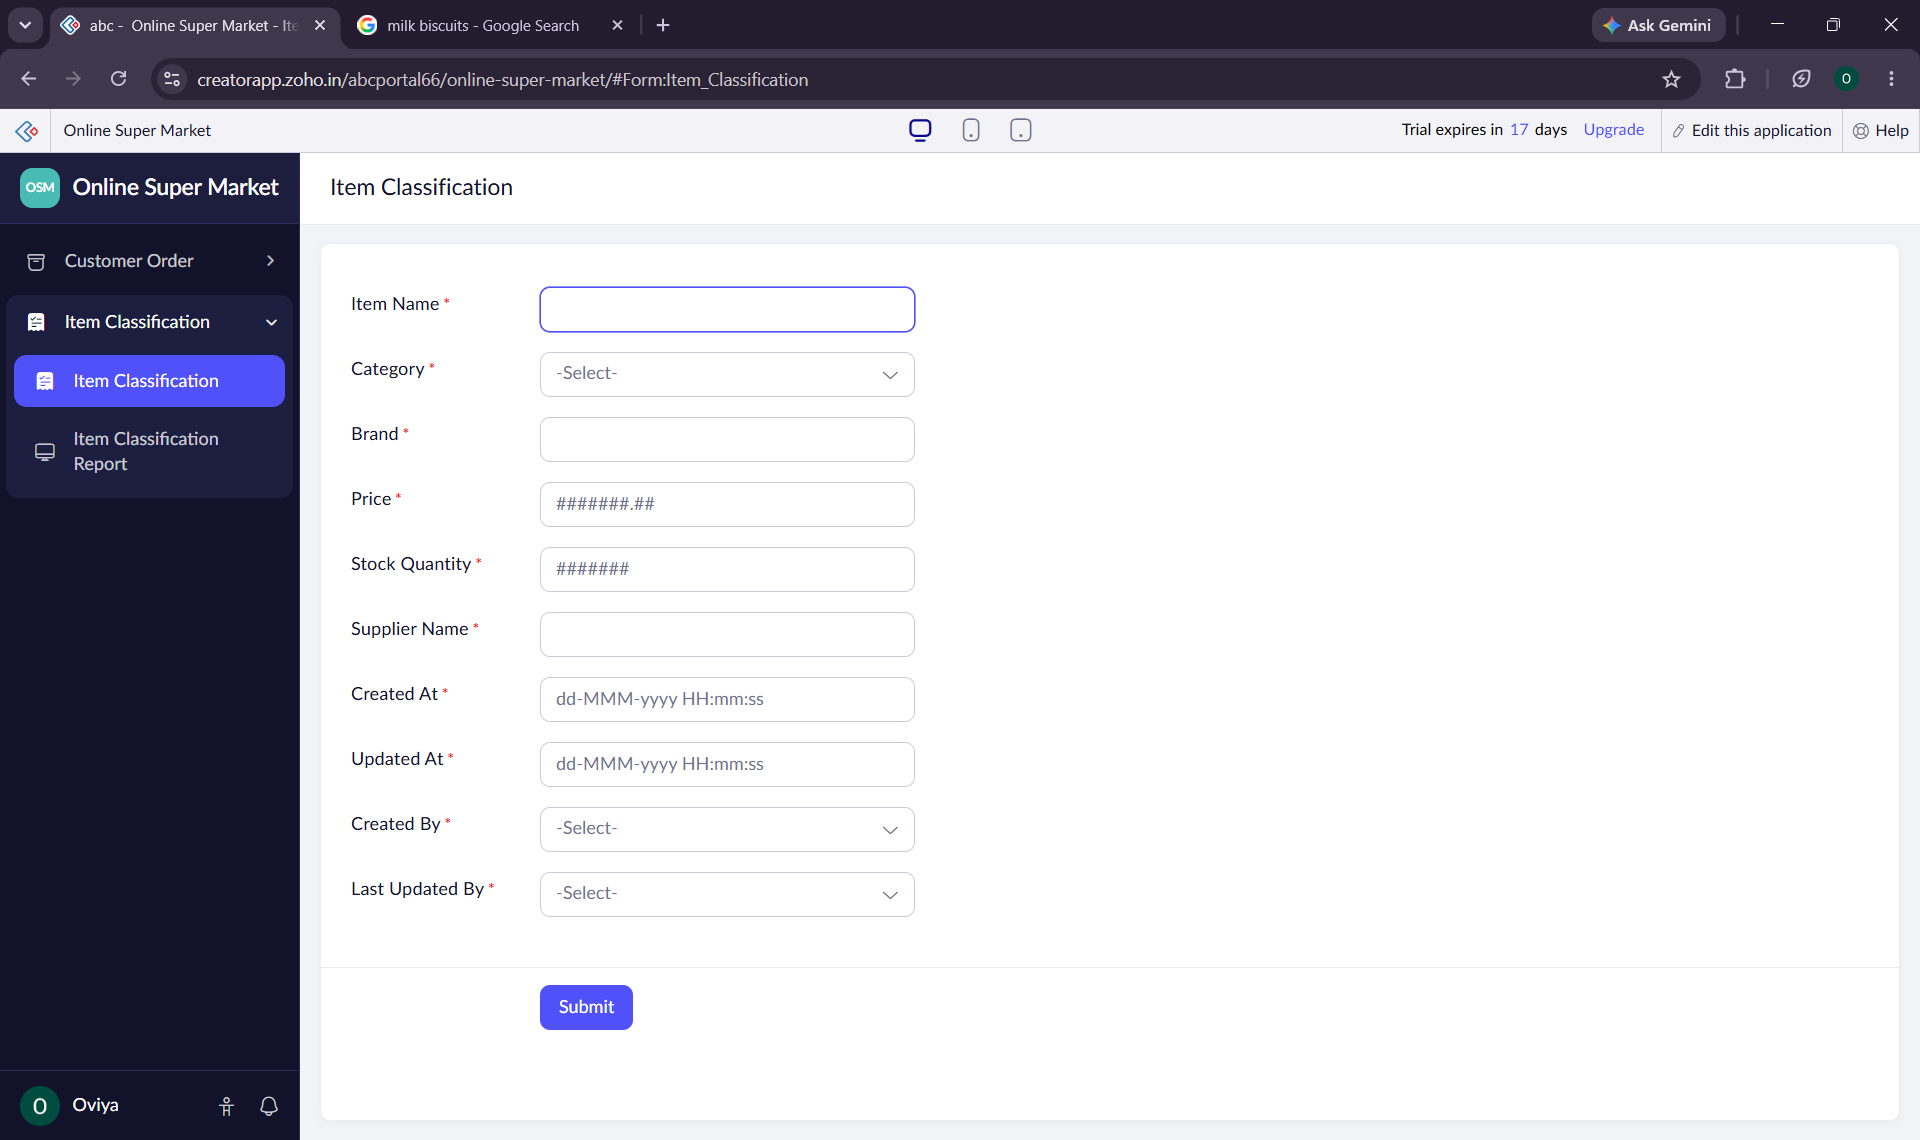 abc - Online Super Market - Ite
milk biscuits - Google Search
Ask Gemini
creatorapp.zoho.in/abcportal66/online-super-market/#Form:Item_Classification
O
Online Super Market
Trial expires in 17 days Upgrade
Edit this application
Help
OSM Online Super Market
Item Classification
Customer Order
Item Classification
Item Classification
Item Classification
Report
Item Name *
Category *
-Select-
Brand *
Price *
#######.##
Stock Quantity *
#######
Supplier Name *
Created At *
dd-MMM-yyyy HH:mm:ss
Updated At *
dd-MMM-yyyy HH:mm:ss
Created By *
-Select-
Last Updated By *
-Select-
Submit
O Oviya